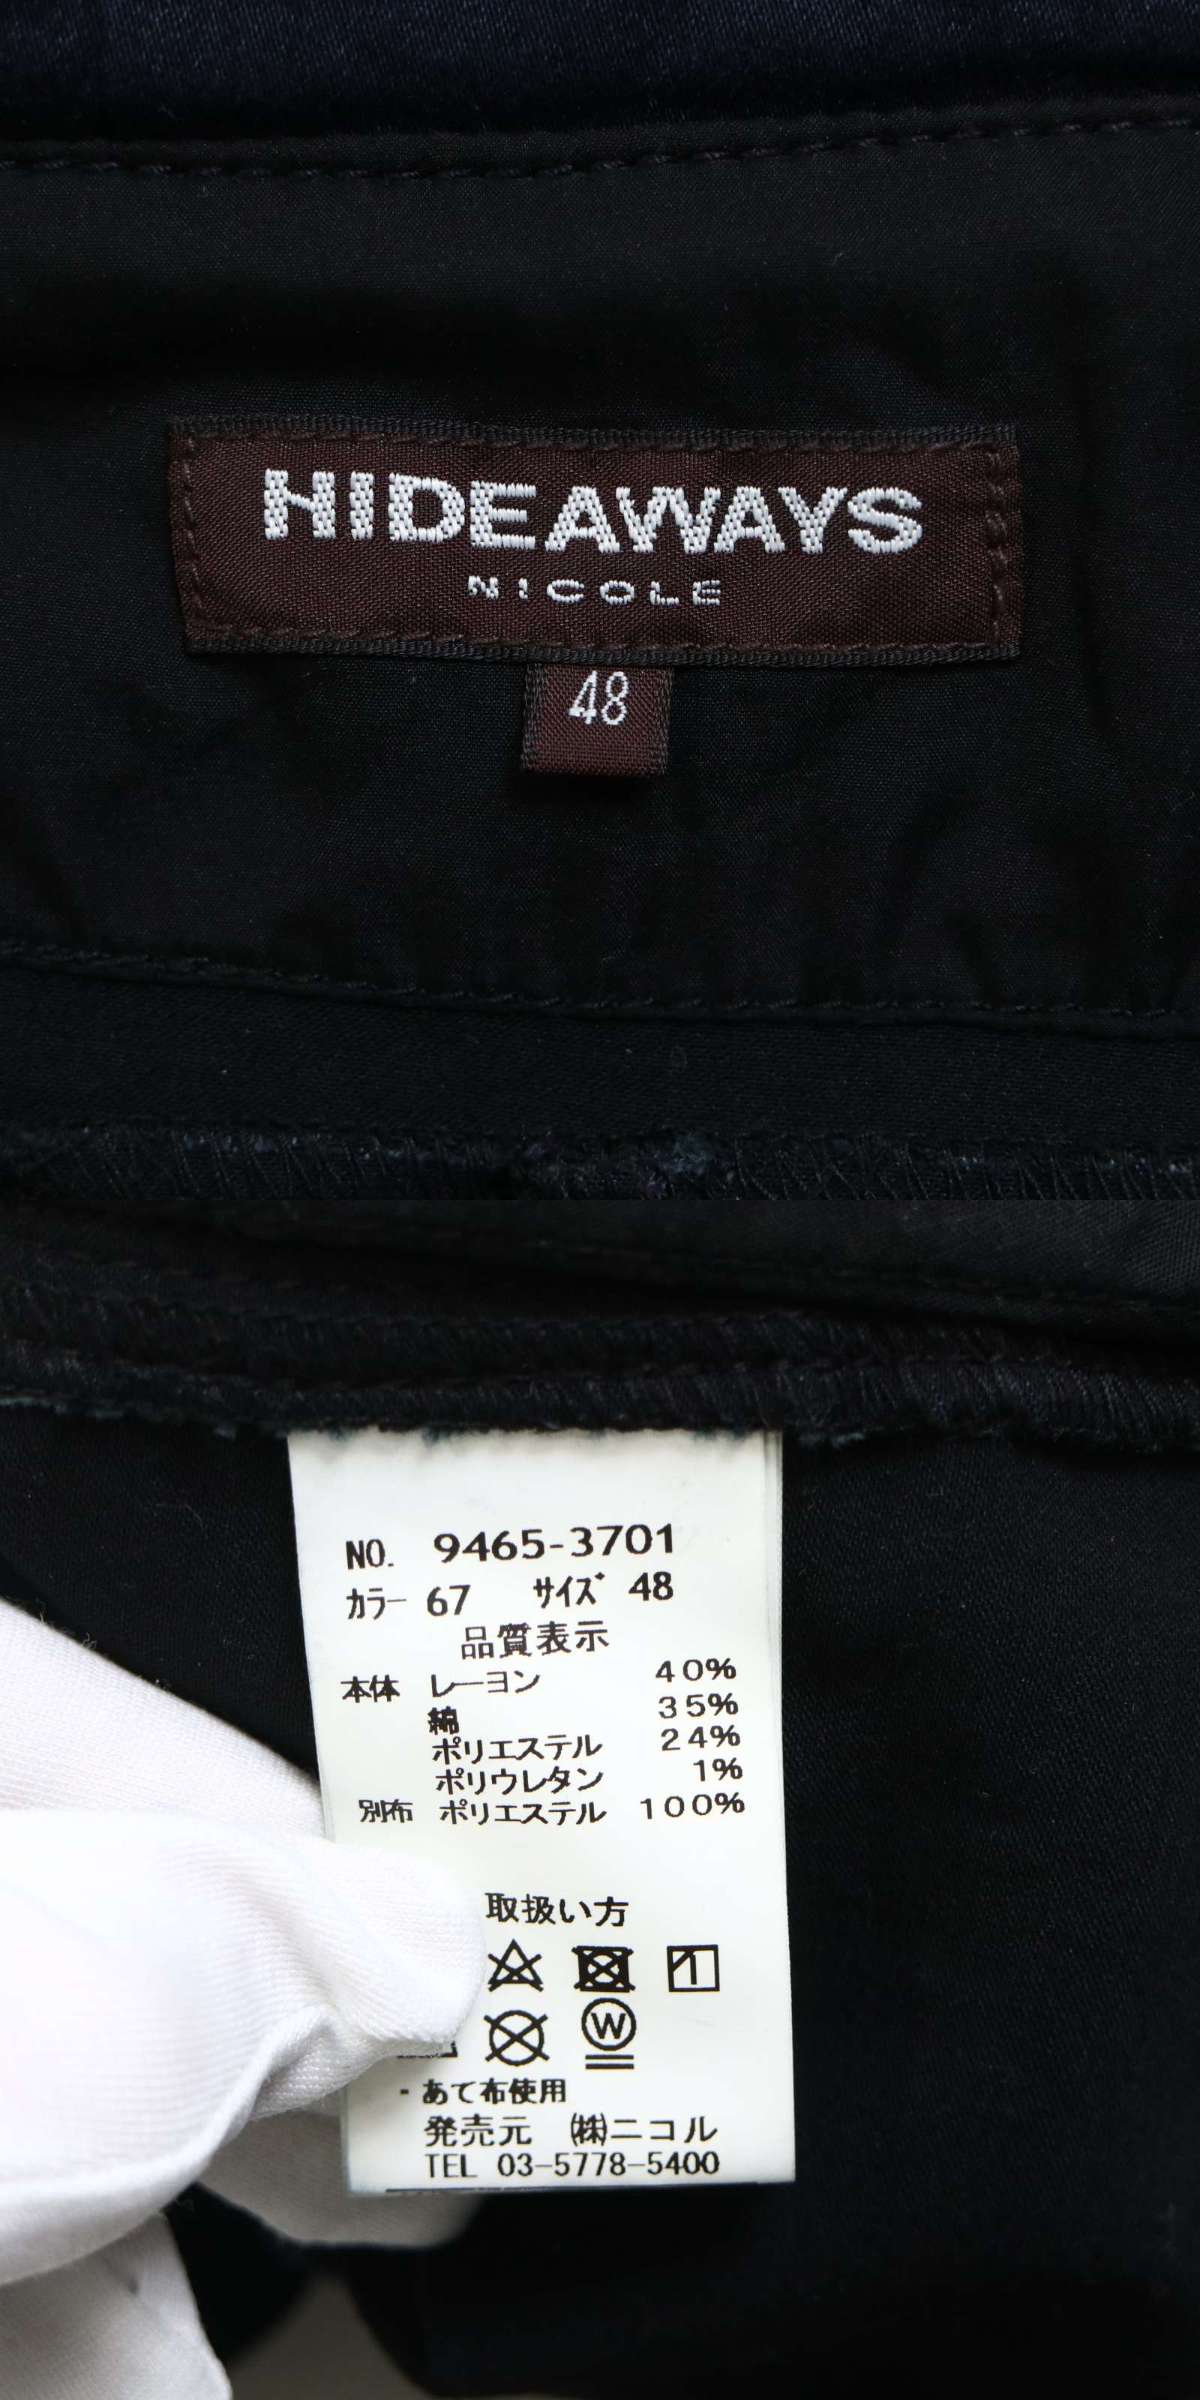 HIDEAWAYS
NICOLE
48
NO. 9465-3701
カラー 67 サイズ 48
品質表示
本体 レーヨン 40%
綿 35%
ポリエステル 24%
ポリウレタン 1%
別布 ポリエステル 100%
取扱い方
1
W
・あて布使用
発売元 ㈱ニコル
TEL 03-5778-5400